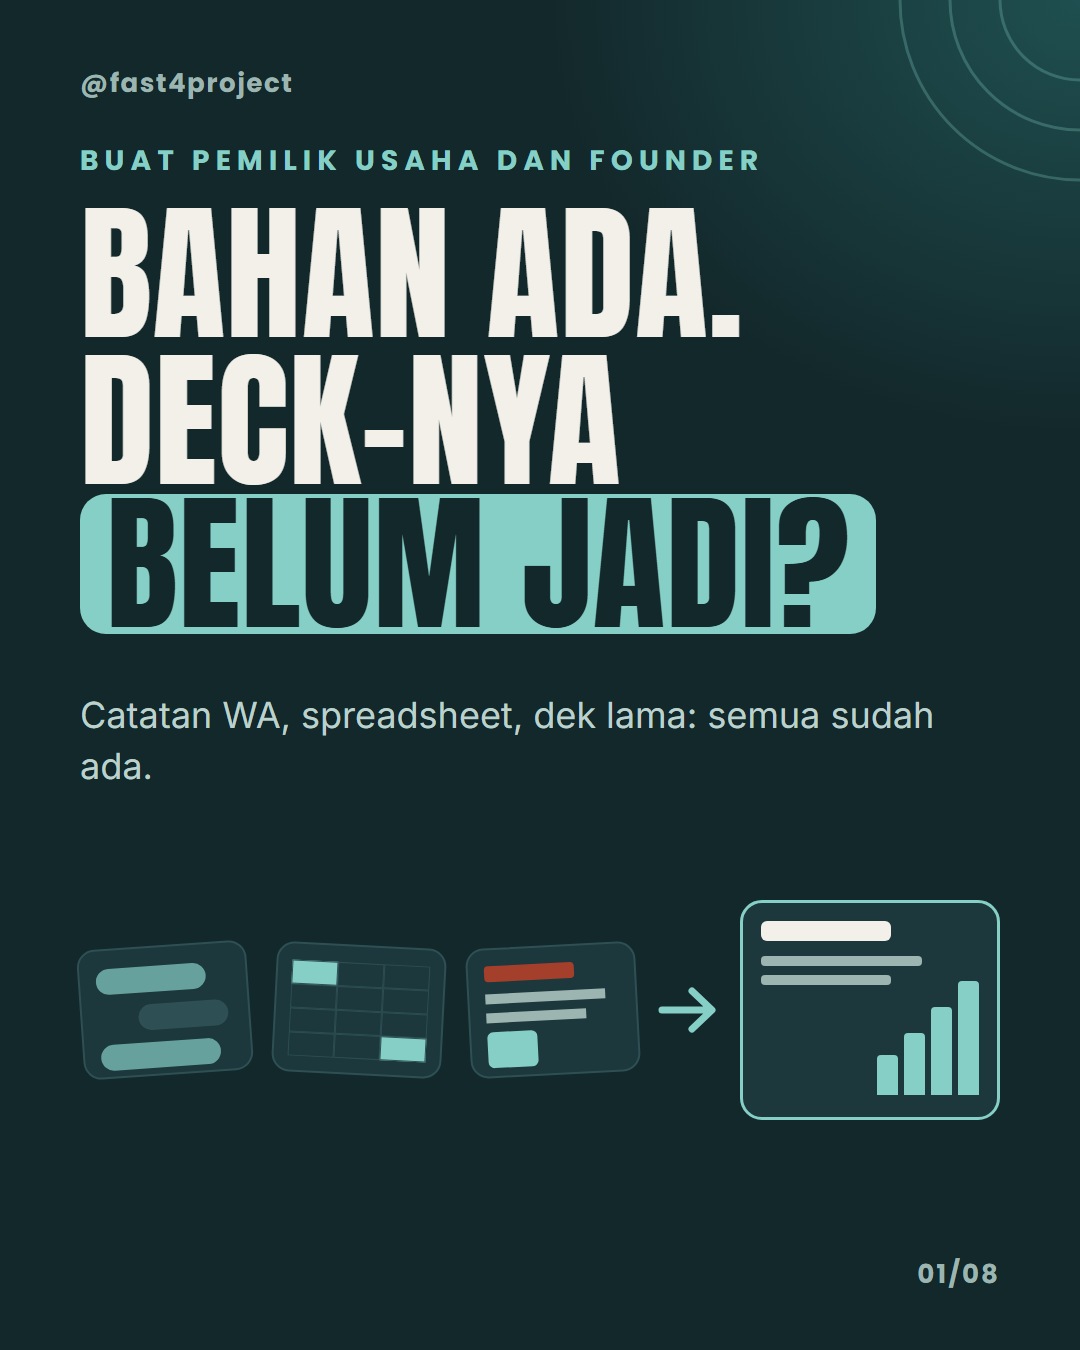 @fast4project
BUAT PEMILIK USAHA DAN FOUNDER
BAHAN ADA.
DECK-NYA
BELUM JADI?
Catatan WA, spreadsheet, dek lama: semua sudah
ada.
01/08